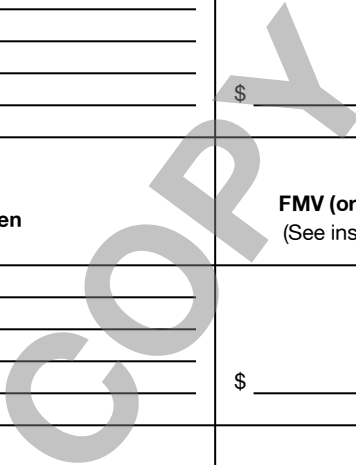 $
en
FMV (or
(See ins
$
COPY